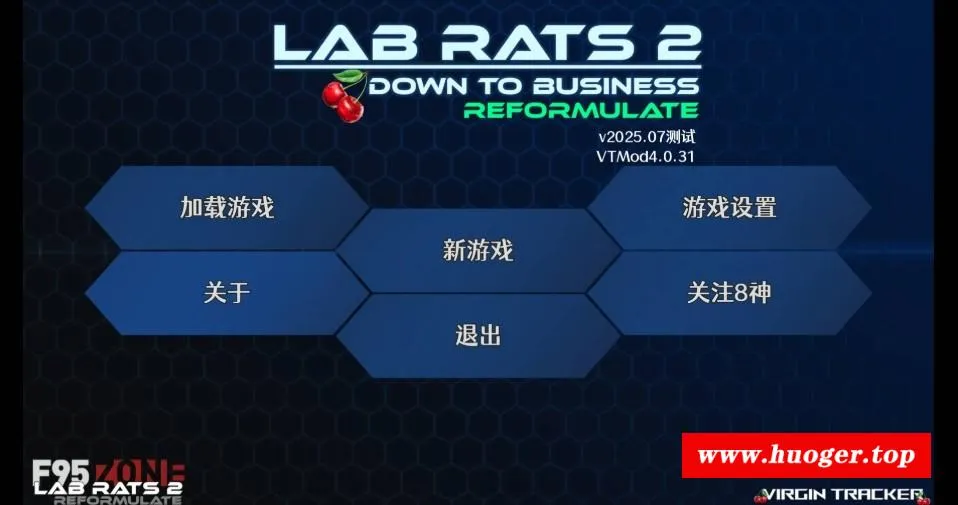 LAB RATS 2
DOWN TO BUSINESS
REFORMULATE
v2025.07测试
VTMod4.0.31
加载游戏
游戏设置
新游戏
关于
关注8神
退出
www.huoger.top
F95 ZONE
LAB RATS 2
REFORMULATE
VIRGIN TRACKER